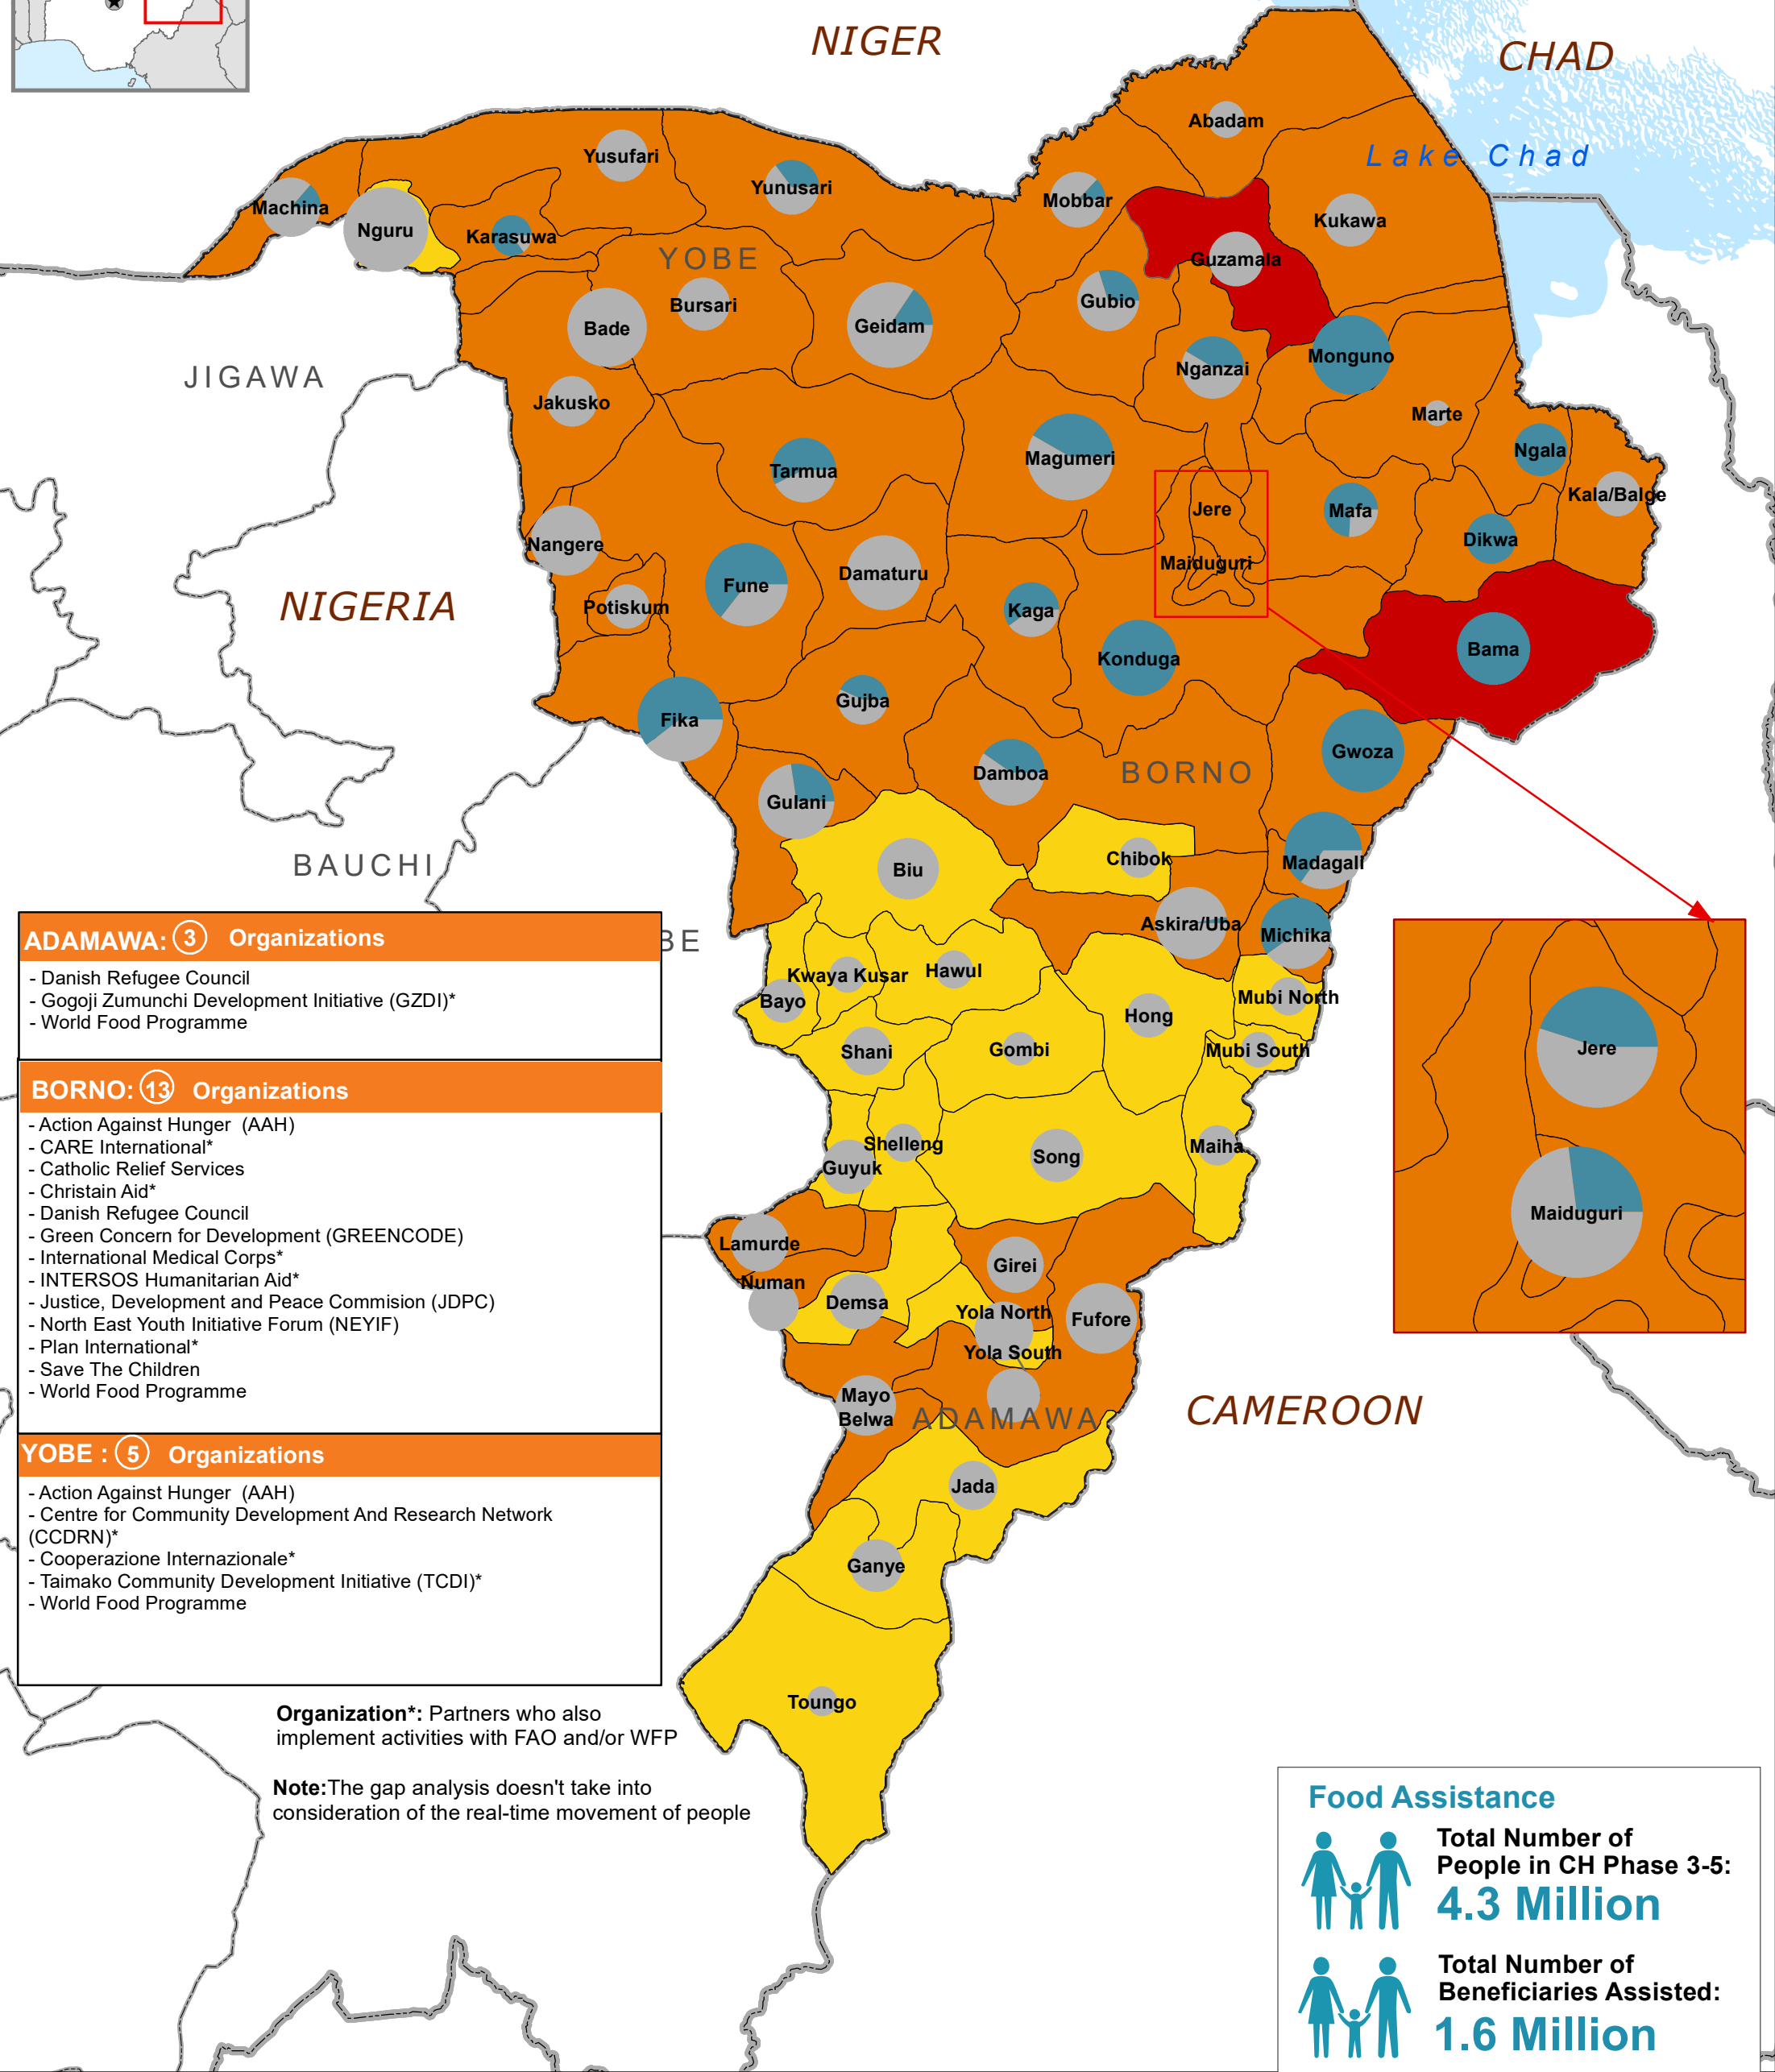 NIGER
CHAD
Lake Chad
Abadam
Yusufari
Yunusari
Machina
Mobbar
Kukawa
Nguru
Karasuwa
YOBE
Guzamala
Bursari
Gubio
Bade
Geidam
Monguno
Nganzai
JIGAWA
Jakusko
Marte
Ngala
Magumeri
Tarmua
Kala/Balge
Jere
Mafa
Dikwa
Nangere
Maiduguri
Damaturu
Fune
NIGERIA
Potiskum
Kaga
Bama
Konduga
Gujba
Fika
Gwoza
Damboa
BORNO
Gulani
BAUCHI
Biu
Chibok
Madagali
Askira/Uba
Michika
BE
Kwaya Kusar
Hawul
Bayo
Mubi North
Hong
Shani
Gombi
Mubi South
Shelleng
Maiha
Song
Guyuk
Lamurde
Girei
Numan
Demsa
Yola North
Fufore
Yola South
Mayo
Belwa
ADAMAWA
CAMEROON
Jada
Ganye
Toungo
Jere
Maiduguri
ADAMAWA: 3 Organizations
- Danish Refugee Council
- Gogoji Zumunchi Development Initiative (GZDI)*
- World Food Programme
BORNO: 13 Organizations
- Action Against Hunger (AAH)
- CARE International*
- Catholic Relief Services
- Christain Aid*
- Danish Refugee Council
- Green Concern for Development (GREENCODE)
- International Medical Corps*
- INTERSOS Humanitarian Aid*
- Justice, Development and Peace Commision (JDPC)
- North East Youth Initiative Forum (NEYIF)
- Plan International*
- Save The Children
- World Food Programme
YOBE : 5 Organizations
- Action Against Hunger (AAH)
- Centre for Community Development And Research Network
(CCDRN)*
- Cooperazione Internazionale*
- Taimako Community Development Initiative (TCDI)*
- World Food Programme
Organization*: Partners who also
implement activities with FAO and/or WFP
Note:The gap analysis doesn't take into
consideration of the real-time movement of people
Food Assistance
Total Number of
People in CH Phase 3-5:
4.3 Million
Total Number of
Beneficiaries Assisted:
1.6 Million